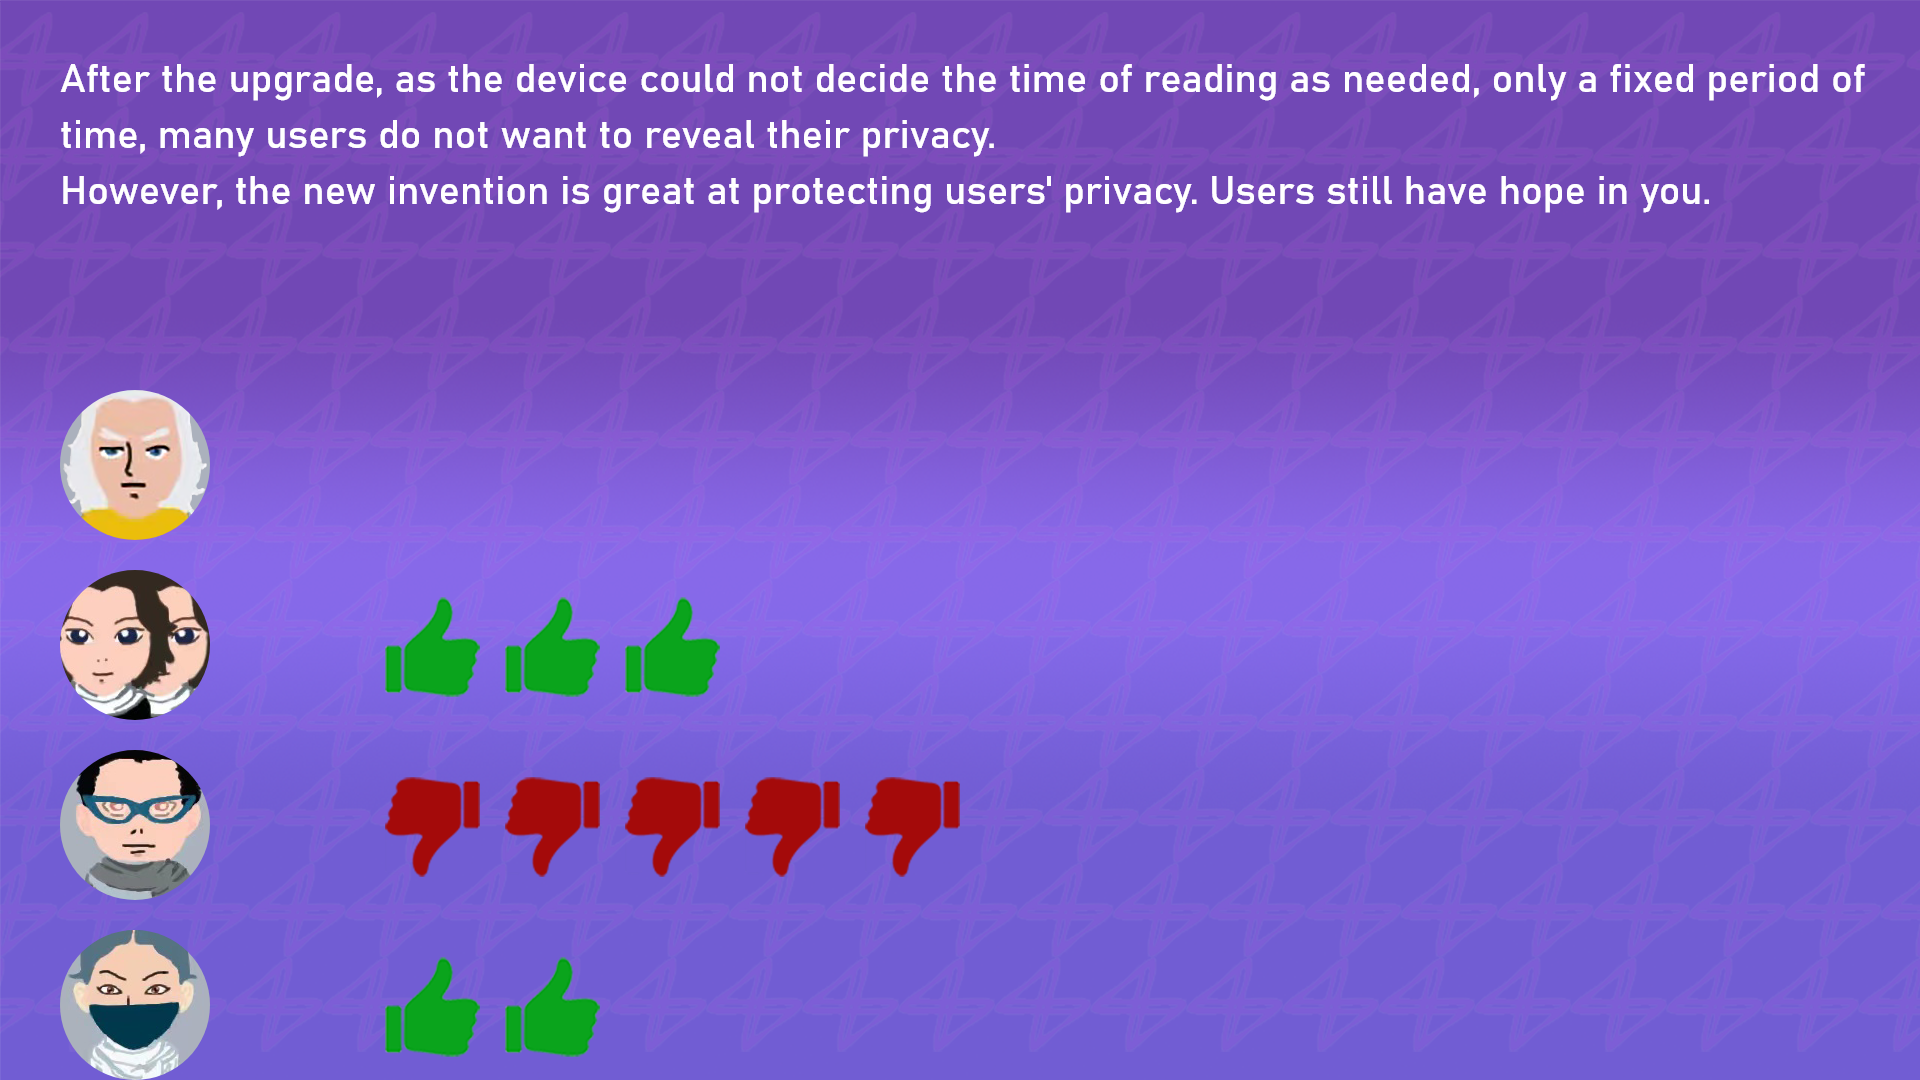 After the upgrade, as the device could not decide the time of reading as needed, only a fixed period of
time, many users do not want to reveal their privacy.
However, the new invention is great at protecting users' privacy. Users still have hope in you.